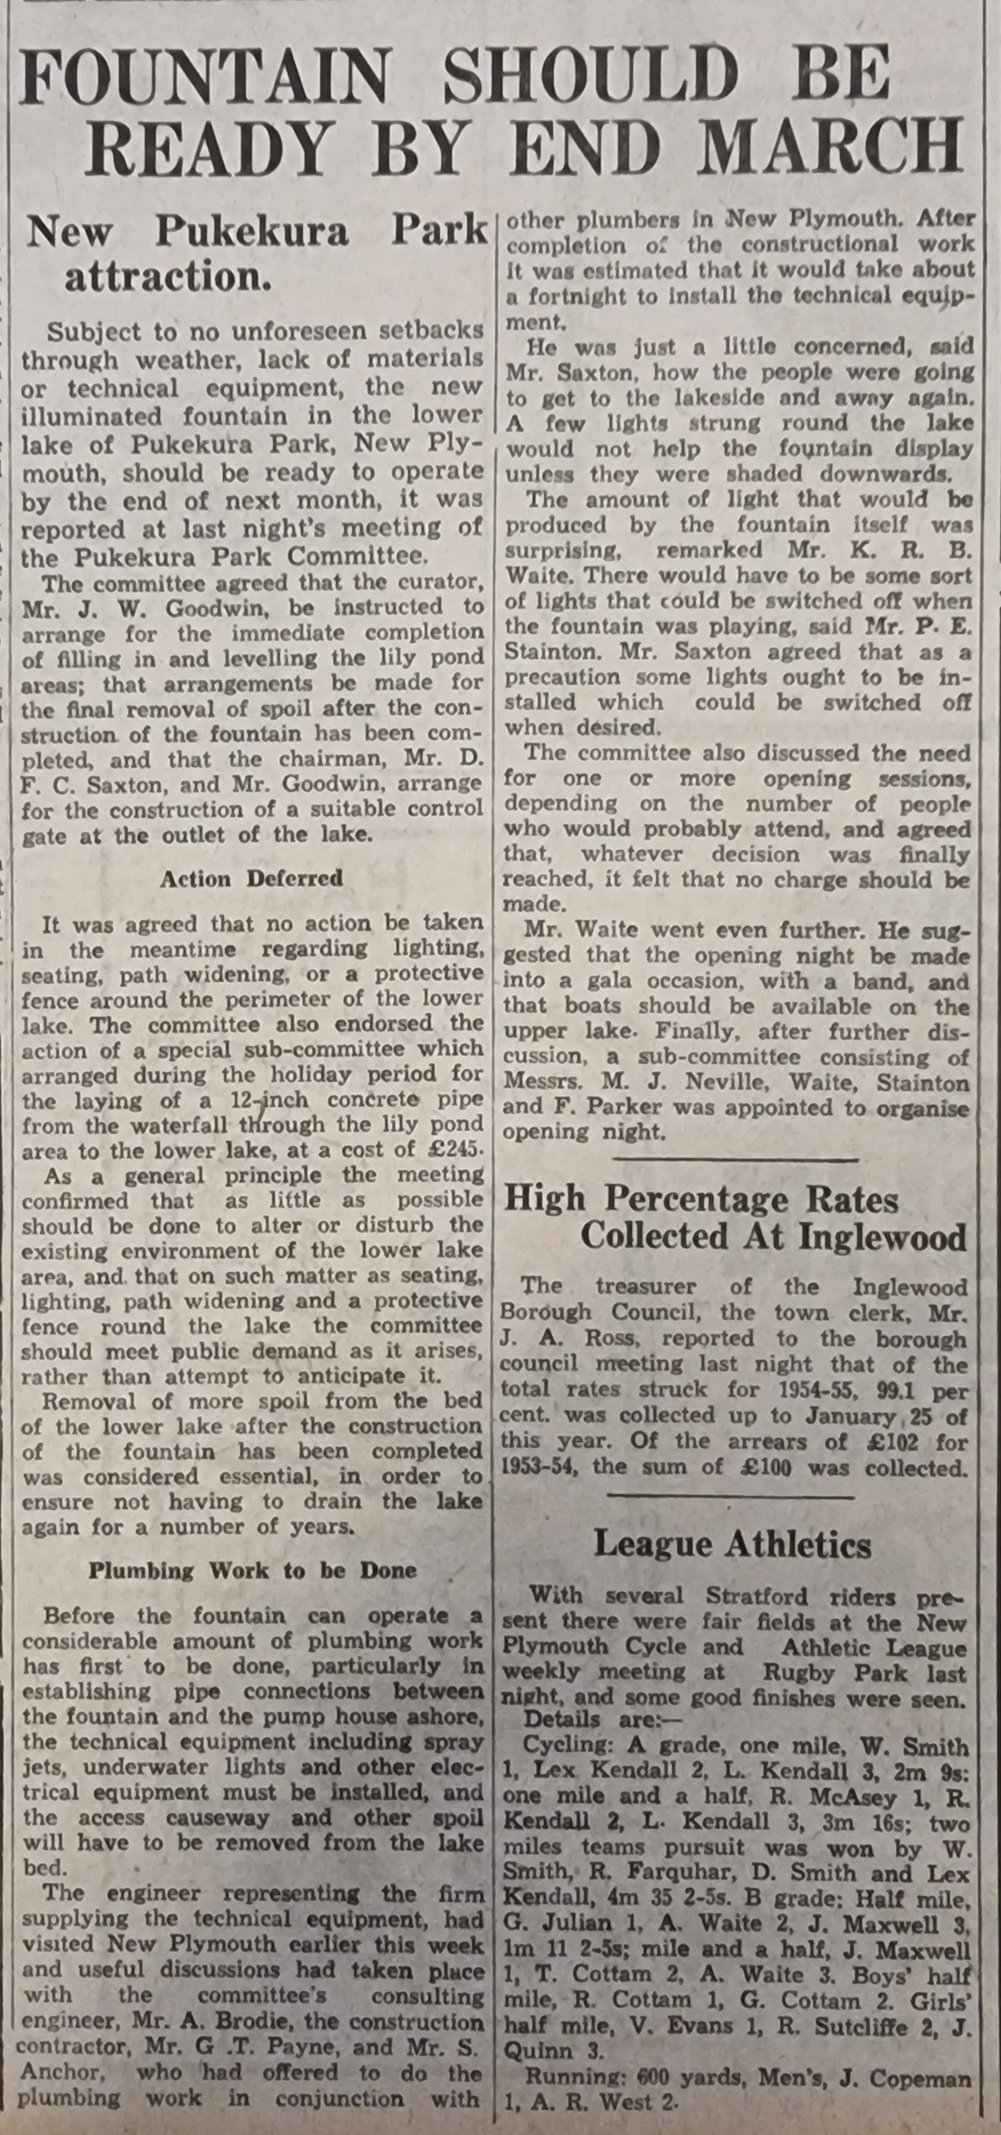 FOUNTAIN SHOULD BE
READY BY END MARCH
New Pukekura Park
attraction.
Subject to no unforeseen setbacks
through weather, lack of materials
or technical equipment, the new
illuminated fountain in the lower
lake of Pukekura Park, New Ply-
mouth, should be ready to operate
by the end of next month, it was
reported at last night's meeting of
the Pukekura Park Committee.
The committee agreed that the curator,
Mr. J. W. Goodwin, be instructed to
arrange for the immediate completion
of filling in and levelling the lily pond
areas; that arrangements be made for
the final removal of spoil after the con-
struction of the fountain has been com-
pleted, and that the chairman, Mr. D.
F. C. Saxton, and Mr. Goodwin, arrange
for the construction of a suitable control
gate at the outlet of the lake.
Action Deferred
It was agreed that no action be taken
in the meantime regarding lighting,
seating, path widening, or a protective
fence around the perimeter of the lower
lake. The committee also endorsed the
action of a special sub-committee which
arranged during the holiday period for
the laying of a 12-inch concrete pipe
from the waterfall through the lily pond
area to the lower lake, at a cost of £245.
As a general principle the meeting
confirmed that as little as possible
should be done to alter or disturb the
existing environment of the lower lake
area, and that on such matter as seating,
lighting, path widening and a protective
fence round the lake the committee
should meet public demand as it arises,
rather than attempt to anticipate it.
Removal of more spoil from the bed
of the lower lake after the construction
of the fountain has been completed
was considered essential, in order to
ensure not having to drain the lake
again for a number of years.
Plumbing Work to be Done
Before the fountain can operate a
considerable amount of plumbing work
has first to be done, particularly in
establishing pipe connections between
the fountain and the pump house ashore,
the technical equipment including spray
jets, underwater lights and other elec-
trical equipment must be installed, and
the access causeway and other spoil
will have to be removed from the lake
bed.
The engineer representing the firm
supplying the technical equipment, had
visited New Plymouth earlier this week
and useful discussions had taken place
with the committee's consulting
engineer, Mr. A. Brodie, the construction
contractor, Mr. G .T. Payne, and Mr. S.
Anchor, who had offered to do the
plumbing work in conjunction with
other plumbers in New Plymouth. After
completion of the constructional work
it was estimated that it would take about
a fortnight to install the technical equip-
ment.
He was just a little concerned, said
Mr. Saxton, how the people were going
to get to the lakeside and away again.
A few lights strung round the lake
would not help the fountain display
unless they were shaded downwards.
The amount of light that would be
produced by the fountain itself was
surprising, remarked Mr. K. R. B.
Waite. There would have to be some sort
of lights that could be switched off when
the fountain was playing, said Mr. P. E.
Stainton. Mr. Saxton agreed that as a
precaution some lights ought to be in-
stalled which could be switched off
when desired.
The committee also discussed the need
for one or more opening sessions,
depending on the number of people
who would probably attend, and agreed
that, whatever decision was finally
reached, it felt that no charge should be
made.
Mr. Waite went even further. He sug-
gested that the opening night be made
into a gala occasion, with a band, and
that boats should be available on the
upper lake. Finally, after further dis-
cussion, a sub-committee consisting of
Messrs. M. J. Neville, Waite, Stainton
and F. Parker was appointed to organise
opening night.
High Percentage Rates
Collected At Inglewood
The treasurer of the Inglewood
Borough Council, the town clerk, Mr.
J. A. Ross, reported to the borough
council meeting last night that of the
total rates struck for 1954-55, 99.1 per
cent. was collected up to January 25 of
this year. Of the arrears of £102 for
1953-54, the sum of £100 was collected.
League Athletics
With several Stratford riders pre-
sent there were fair fields at the New
Plymouth Cycle and Athletic League
weekly meeting at Rugby Park last
night, and some good finishes were seen.
Details are:—
Cycling: A grade, one mile, W. Smith
1, Lex Kendall 2, L. Kendall 3, 2m 9s;
one mile and a half, R. McAsey 1, R.
Kendall 2, L. Kendall 3, 3m 16s; two
miles teams pursuit was won by W.
Smith, R. Farquhar, D. Smith and Lex
Kendall, 4m 35 2-5s. B grade: Half mile,
G. Julian 1, A. Waite 2, J. Maxwell 3,
1m 11 2-5s; mile and a half, J. Maxwell
1, T. Cottam 2, A. Waite 3. Boys' half
mile, R. Cottam 1, G. Cottam 2. Girls'
half mile, V. Evans 1, R. Sutcliffe 2, J.
Quinn 3.
Running: 600 yards, Men's, J. Copeman
1, A. R. West 2.